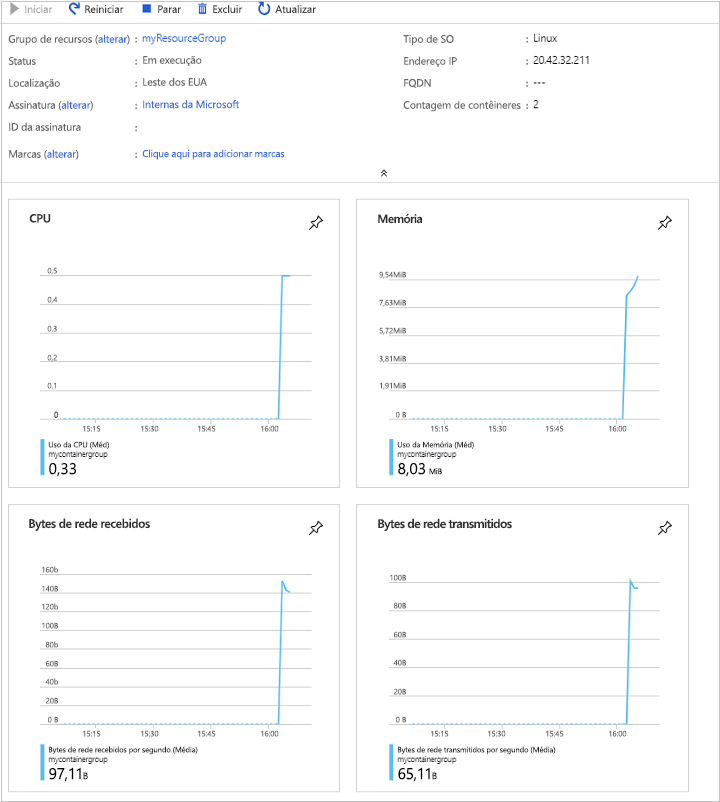 Iniciar Reiniciar Parar Excluir Atualizar
Grupo de recursos (alterar) : myResourceGroup
Status : Em execução
Localização : Leste dos EUA
Assinatura (alterar) : Internas da Microsoft
ID da assinatura :
Marcas (alterar) : Clique aqui para adicionar marcas
Tipo de SO : Linux
Endereço IP : 20.42.32.211
FQDN : ---
Contagem de contêineres : 2
CPU
0,5
0,4
0.3
0,2
0.1
0
15:15 15:30 15:45 16:00
Uso da CPU (Méd)
mycontainergroup
0,33
Memória
9,54MiB
7,63MiB
5,72MiB
3,81MiB
1,91MiB
0 B
15:15 15:30 15:45 16:00
Uso da Memória (Méd)
mycontainergroup
8,03 MiB
Bytes de rede recebidos
160b
140B
120b
100B
80b
60B
40b
20B
0 B
15:15 15:30 15:45 16:00
Bytes de rede recebidos por segundo (Média)
mycontainergroup
97,11B
Bytes de rede transmitidos
100B
80B
60B
40B
20B
0 B
15:15 15:30 15:45 16:00
Bytes de rede transmitidos por segundo (Média)
mycontainergroup
65,11B